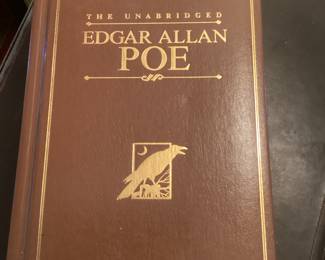 THE UNABRIDGED
EDGAR ALLAN
POE